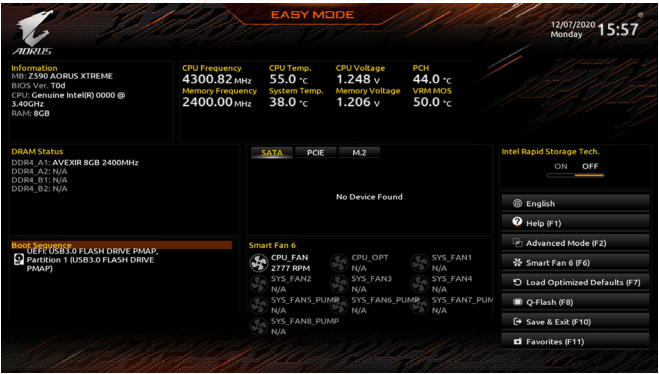 EASY MODE
AORUS
12/07/2020
Monday
15:57
Information
MB: Z590 AORUS XTREME
BIOS Ver. T0d
CPU: Genuine Intel(R) 0000 @
3.40GHz
RAM: 8GB
CPU Frequency
4300.82 MHz
CPU Temp.
55.0 °C
CPU Voltage
1.248 V
PCH
44.0 °C
Memory Frequency
2400.00 MHz
System Temp.
38.0 °C
Memory Voltage
1.206 V
VRM MOS
50.0 °C
DRAM Status
DDR4_A1: AVEXIR 8GB 2400MHz
DDR4_A2: N/A
DDR4_B1: N/A
DDR4_B2: N/A
SATA PCIE M.2
No Device Found
Intel Rapid Storage Tech.
ON OFF
Boot Sequence
UEFI: USB3.0 FLASH DRIVE PMAP,
Partition 1 (USB3.0 FLASH DRIVE
PMAP)
Smart Fan 6
CPU_FAN
2777 RPM
CPU_OPT
N/A
SYS_FAN1
N/A
SYS_FAN2
N/A
SYS_FAN3
N/A
SYS_FAN4
N/A
SYS_FAN5_PUMP
N/A
SYS_FAN6_PUMP
N/A
SYS_FAN7_PUM
N/A
SYS_FAN8_PUMP
N/A
English
Help (F1)
Advanced Mode (F2)
Smart Fan 6 (F6)
Load Optimized Defaults (F7)
Q-Flash (F8)
Save & Exit (F10)
Favorites (F11)